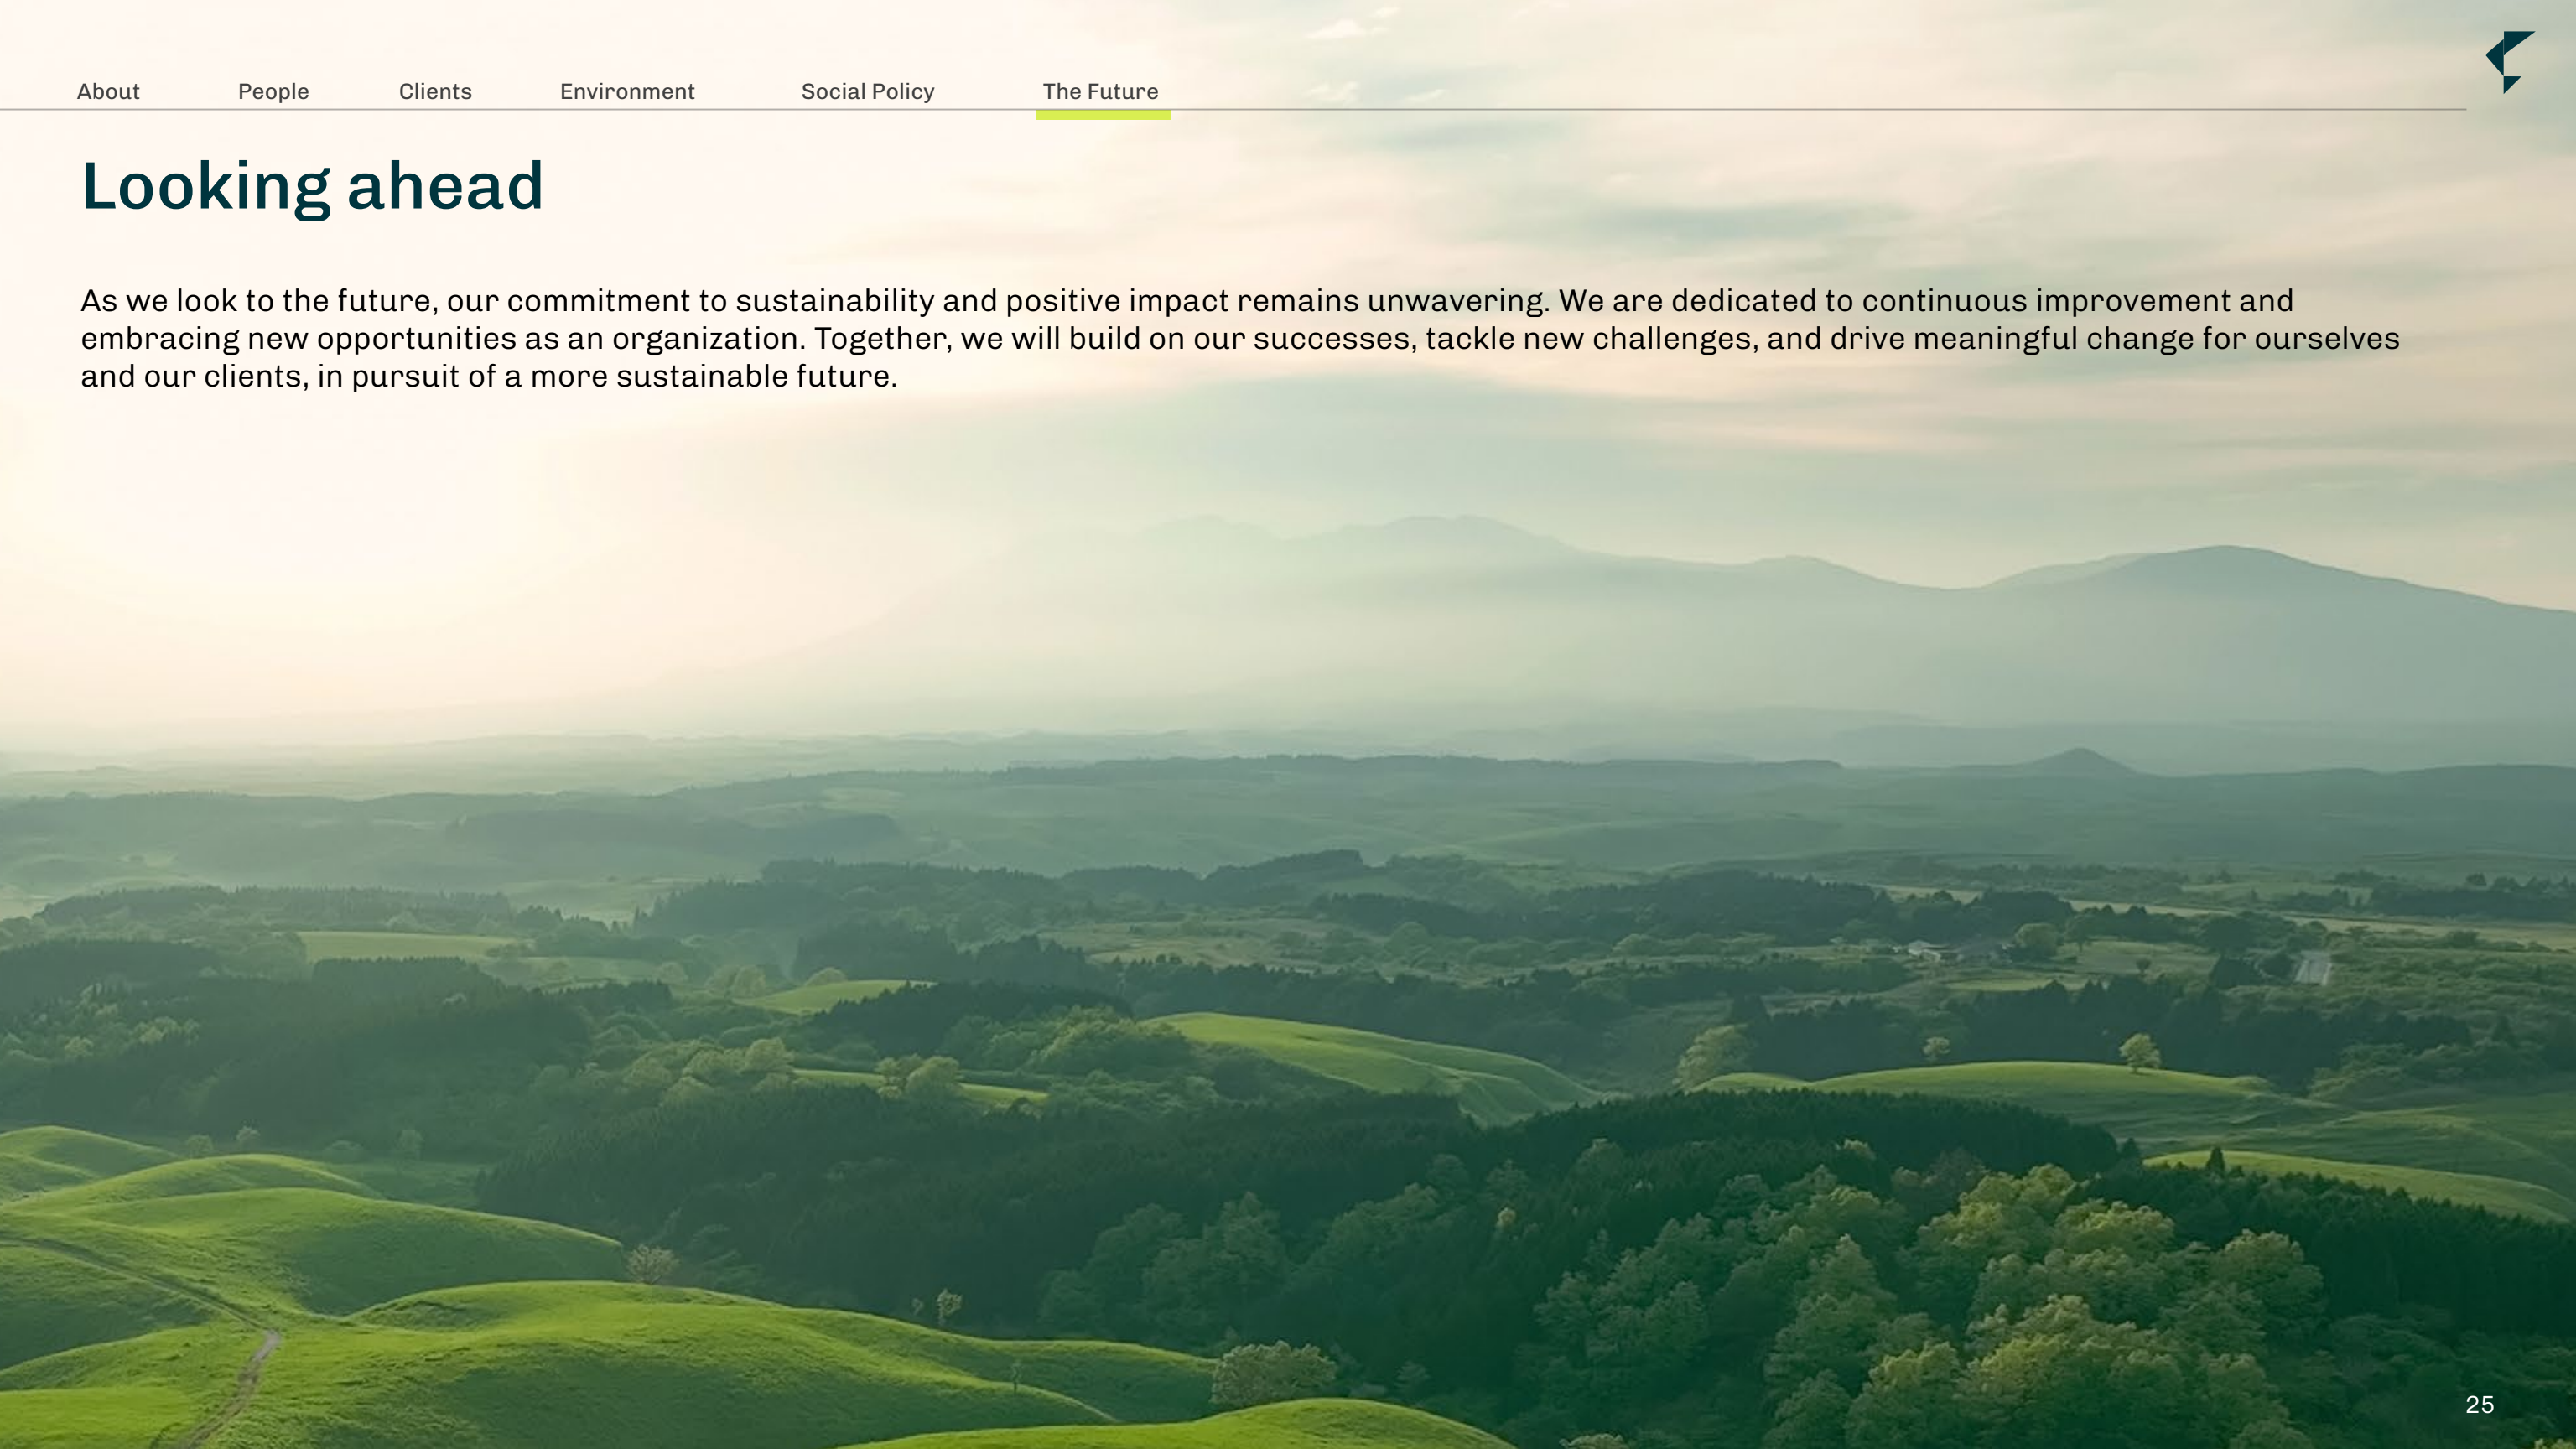 About People Clients Environment Social Policy The Future
Looking ahead
As we look to the future, our commitment to sustainability and positive impact remains unwavering. We are dedicated to continuous improvement and
embracing new opportunities as an organization. Together, we will build on our successes, tackle new challenges, and drive meaningful change for ourselves
and our clients, in pursuit of a more sustainable future.
25